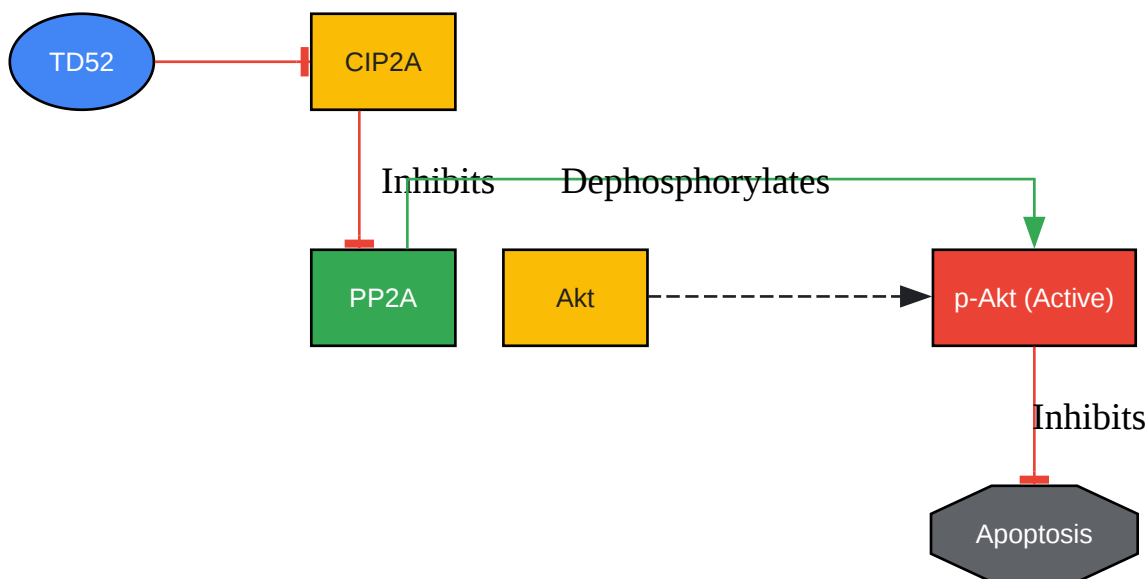 TD52
CIP2A
Inhibits
Dephosphorylates
PP2A
Akt
p-Akt (Active)
Inhibits
Apoptosis